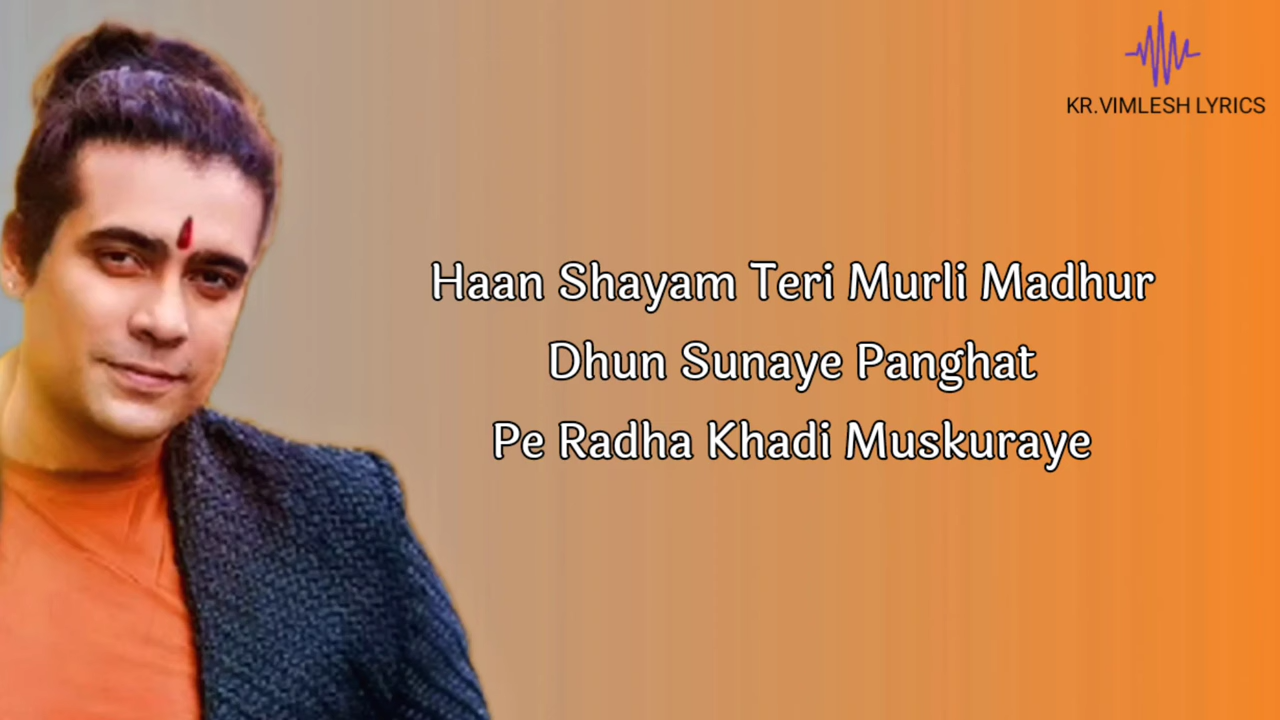 KR.VIMLESH LYRICS
Haan Shayam Teri Murli Madhur
Dhun Sunaye Panghat
Pe Radha Khadi Muskuraye